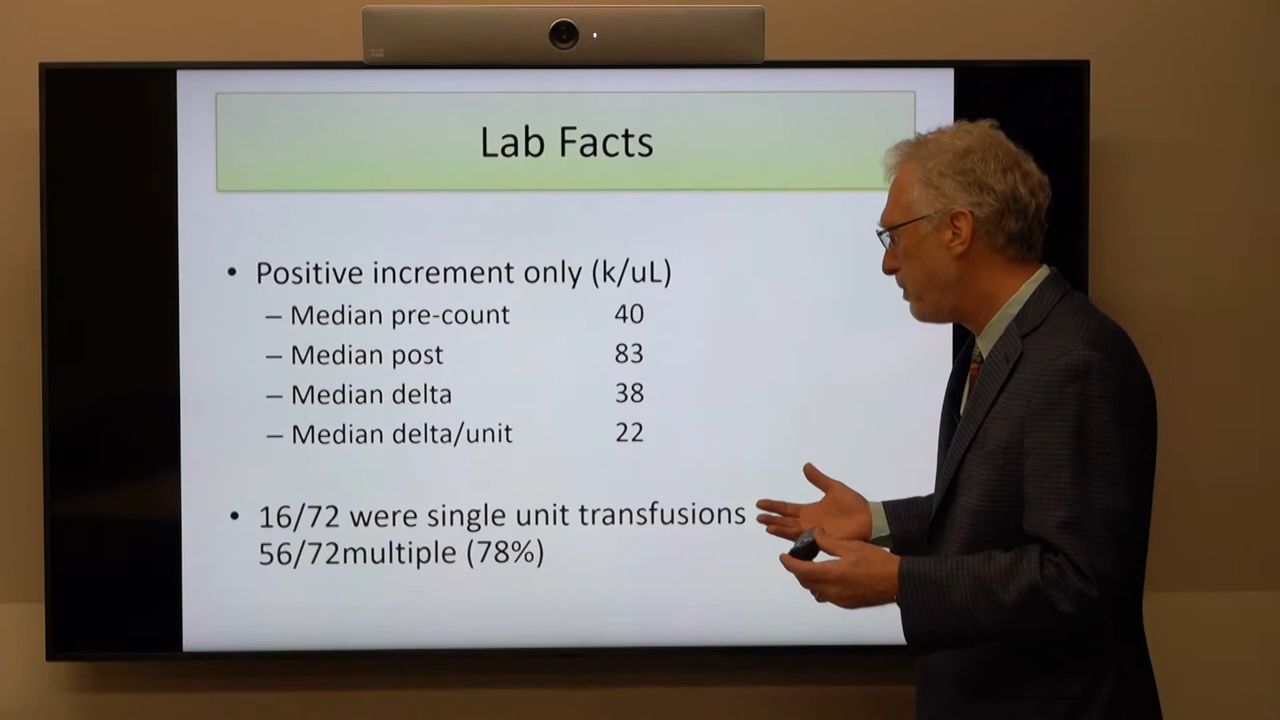 Lab Facts
• Positive increment only (k/uL)
– Median pre-count 40
– Median post 83
– Median delta 38
– Median delta/unit 22
• 16/72 were single unit transfusions
56/72multiple (78%)